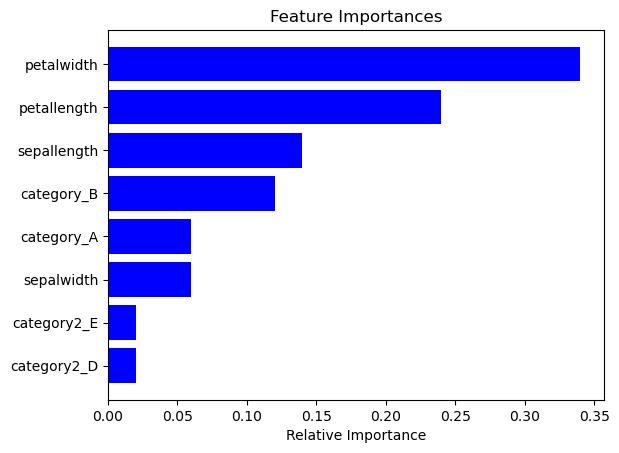 Feature Importances
petalwidth
petallength
sepallength
category_B
category_A
sepalwidth
category2_E
category2_D
0.00 0.05 0.10 0.15 0.20 0.25 0.30 0.35
Relative Importance